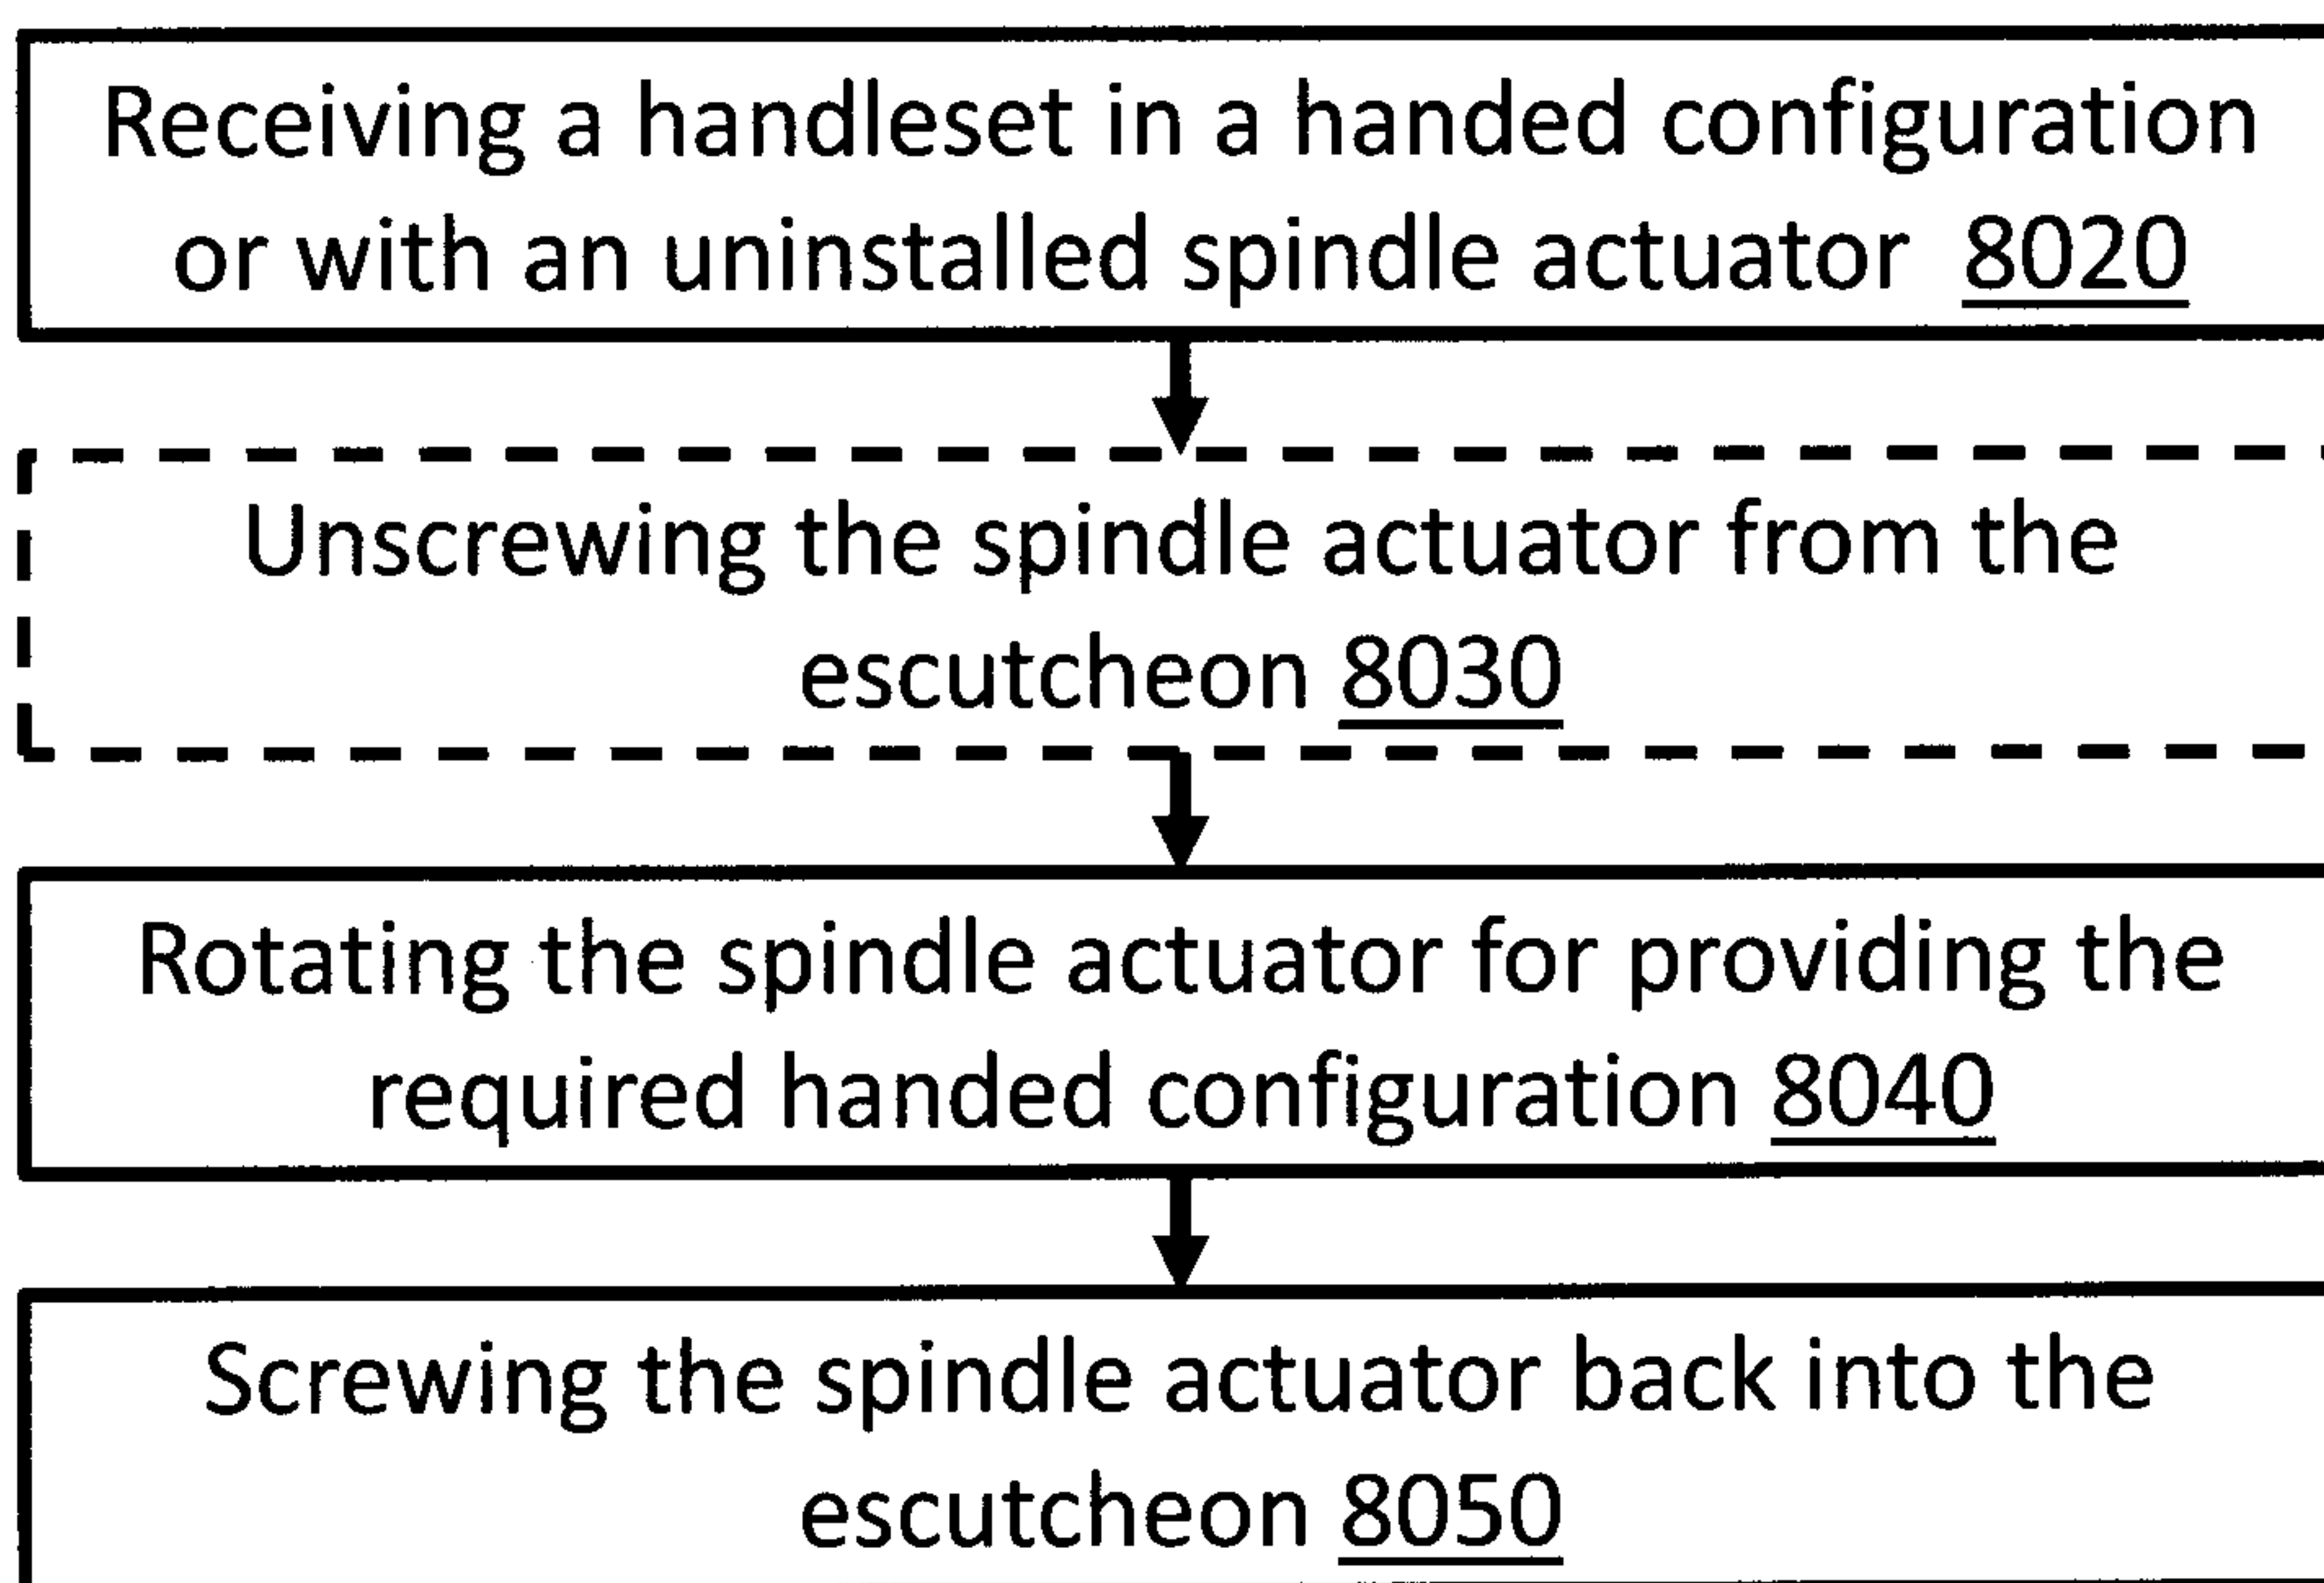 Receiving a handleset in a handed configuration
or with an uninstalled spindle actuator 8020
Unscrewing the spindle actuator from the
escutcheon 8030
Rotating the spindle actuator for providing the
required handed configuration 8040
Screwing the spindle actuator back into the
escutcheon 8050